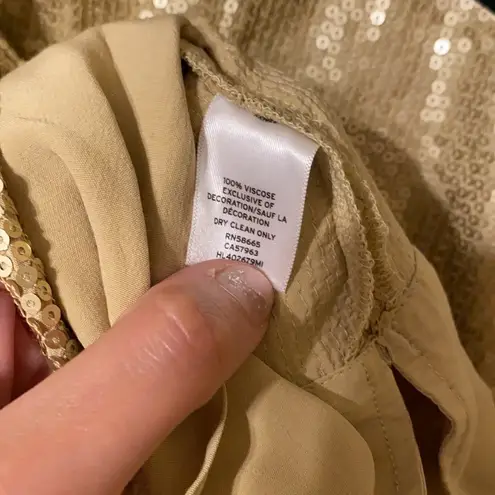 100% VISCOSE
EXCLUSIVE OF
DECORATION/SAUF LA
DÉCORATION
DRY CLEAN ONLY
RN58665
CA57963
HL402679MI